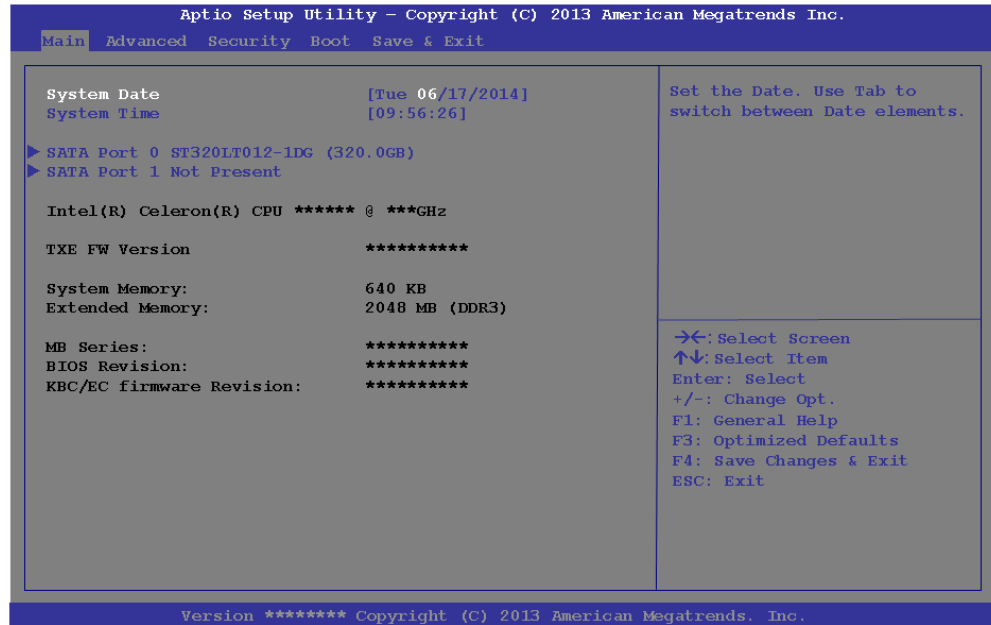 Aptio Setup Utility – Copyright (C) 2013 American Megatrends Inc.
Main Advanced Security Boot Save & Exit
System Date [Tue 06/17/2014]
System Time [09:56:26]
▶ SATA Port 0 ST320LT012-1DG (320.0GB)
▶ SATA Port 1 Not Present
Intel(R) Celeron(R) CPU ****** @ ***GHz
TXE FW Version **********
System Memory: 640 KB
Extended Memory: 2048 MB (DDR3)
MB Series: **********
BIOS Revision: **********
KBC/EC firmware Revision: **********
Set the Date. Use Tab to
switch between Date elements.
→←: Select Screen
↑↓: Select Item
Enter: Select
+/-: Change Opt.
F1: General Help
F3: Optimized Defaults
F4: Save Changes & Exit
ESC: Exit
Version ******** Copyright (C) 2013 American Megatrends. Inc.